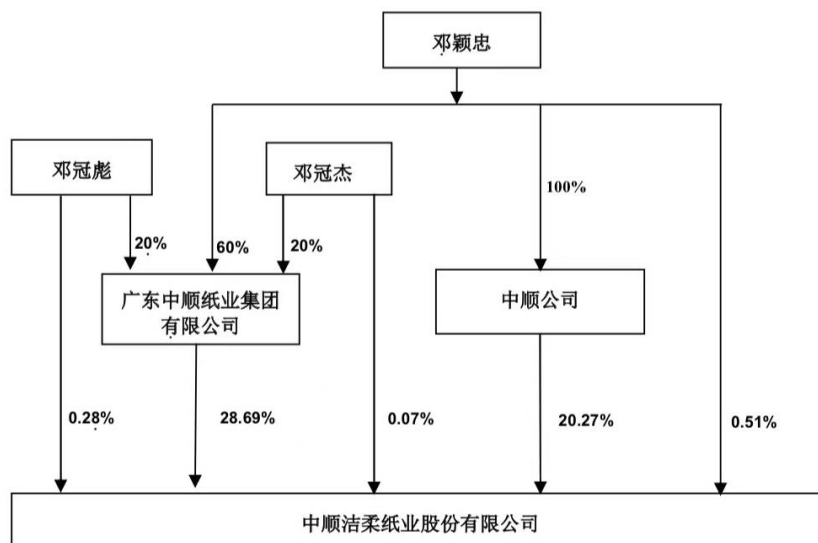 邓颖忠
邓冠彪
邓冠杰
100%
20%
60%
20%
广东中顺纸业集团
有限公司
中顺公司
0.28%
28.69%
0.07%
20.27%
0.51%
中顺洁柔纸业股份有限公司